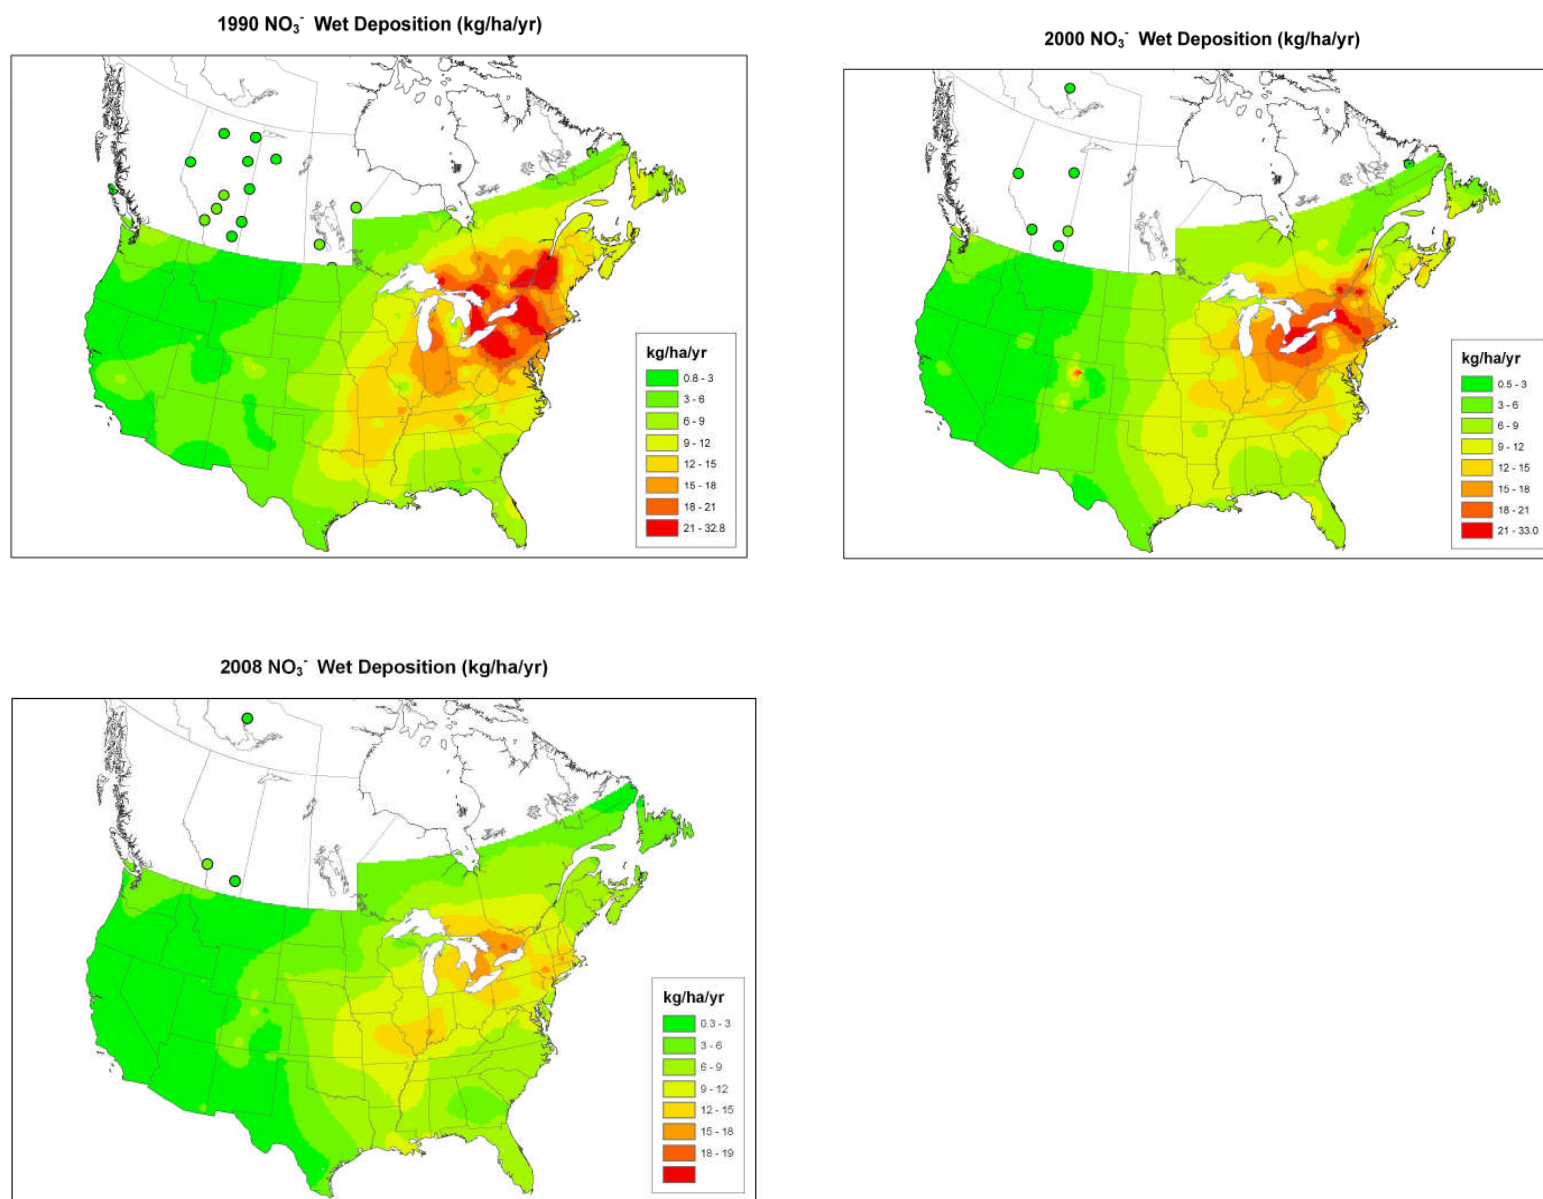 1990 NO₃⁻ Wet Deposition (kg/ha/yr)
kg/ha/yr
0.8 - 3
3 - 6
6 - 9
9 - 12
12 - 15
15 - 18
18 - 21
21 - 32.8
2000 NO₃⁻ Wet Deposition (kg/ha/yr)
kg/ha/yr
0.5 - 3
3 - 6
6 - 9
9 - 12
12 - 15
15 - 18
18 - 21
21 - 33.0
2008 NO₃⁻ Wet Deposition (kg/ha/yr)
kg/ha/yr
0.3 - 3
3 - 6
6 - 9
9 - 12
12 - 15
15 - 18
18 - 19